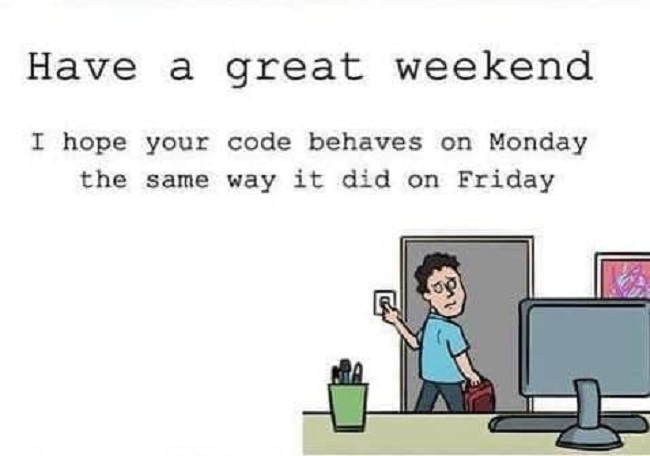 Have a great weekend
I hope your code behaves on Monday
the same way it did on Friday